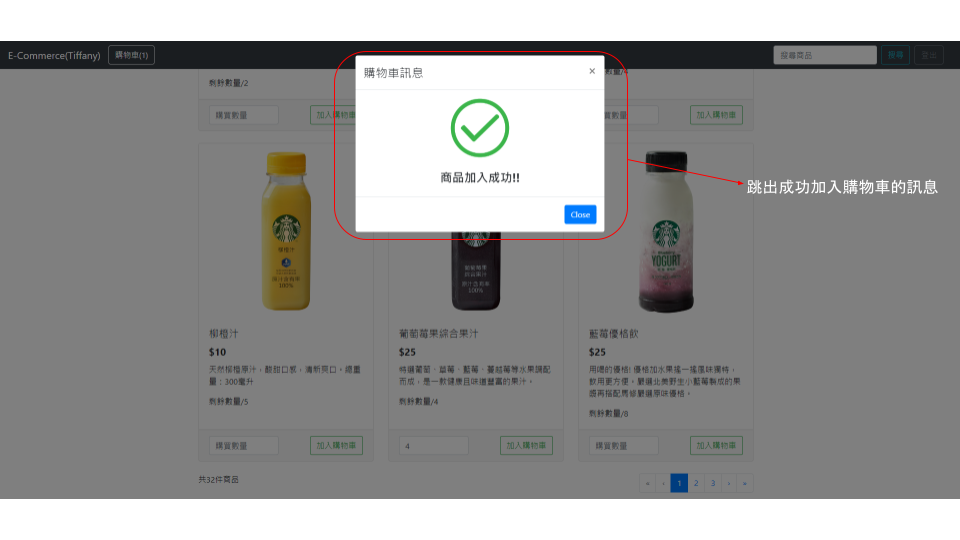 E-Commerce(Tiffany)
購物車(1)
搜尋商品
搜尋
登出
剩餘數量/2
購買數量
加入購物車
購物車訊息
×
商品加入成功!!
Close
加入購物車
跳出成功加入購物車的訊息
YOGURT
100%
100%
柳橙汁
$10
天然柳橙原汁，酸甜口感，清新爽口。總重
量：300毫升
剩餘數量/5
購買數量
加入購物車
葡萄莓果綜合果汁
$25
特選葡萄、草莓、藍莓、蔓越莓等水果調配
而成，是一款健康且味道豐富的果汁。
剩餘數量/4
4
加入購物車
藍莓優格飲
$25
用喝的優格! 優格加水果搖一搖風味獨特，
飲用更方便。嚴選北美野生小藍莓製成的果
醬再搭配馬修嚴選原味優格。
剩餘數量/8
購買數量
加入購物車
共32件商品
« ‹ 1 2 3 › »